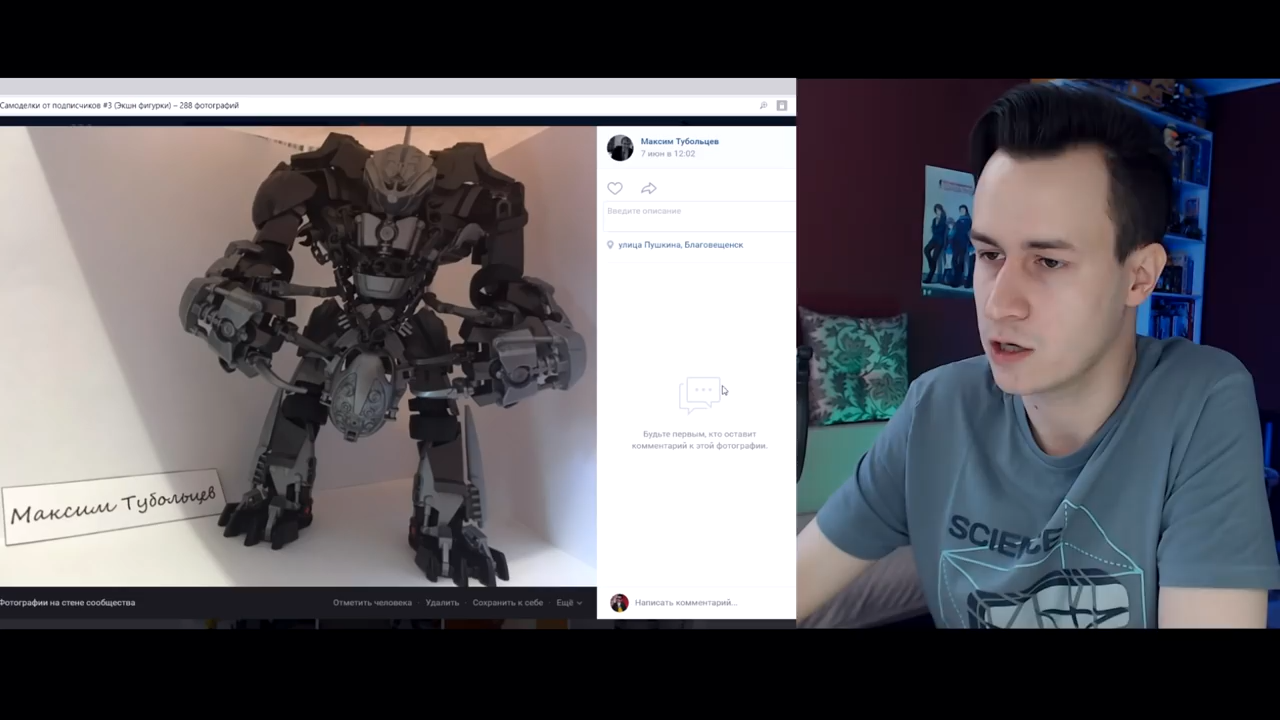 Самоделки от подписчиков #3 (Экшн фигурки) – 288 фотографий
Максим Тубольцев
7 июн в 12:02
Введите описание
улица Пушкина, Благовещенск
Будьте первым, кто оставит
комментарий к этой фотографии.
Максим Тубольцев
Фотографии на стене сообщества
Отметить человека · Удалить · Сохранить к себе · Ещё
Написать комментарий...
SCIENCE